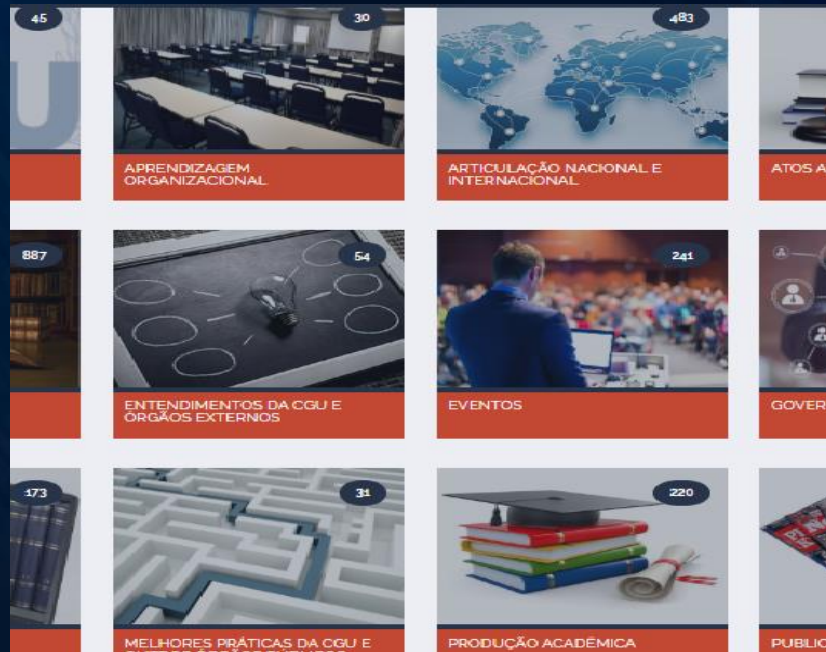 45
30
483
U
APRENDIZAGEM
ORGANIZACIONAL
ARTICULAÇÃO NACIONAL E
INTERNACIONAL
ATOS A
887
54
241
ENTENDIMENTOS DA CGU E
ÓRGÃOS EXTERNOS
EVENTOS
GOVER
173
31
220
MELHORES PRÁTICAS DA CGU E
PRODUÇÃO ACADÊMICA
PUBLIC